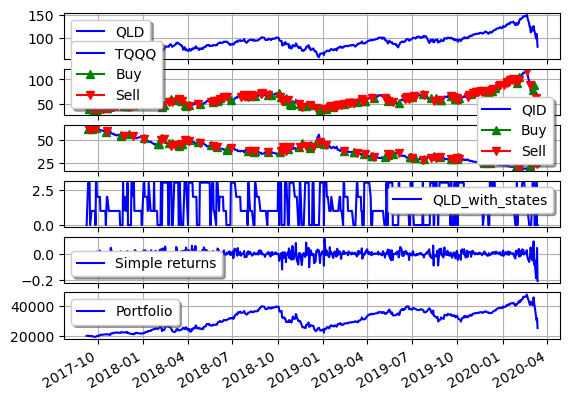 150
100
QLD
TQQQ
Buy
Sell
100
50
QID
Buy
Sell
50
25
2.5
0.0
QLD_with_states
0.0
−0.2
Simple returns
40000
20000
Portfolio
2017-10
2018-01
2018-04
2018-07
2018-10
2019-01
2019-04
2019-07
2019-10
2020-01
2020-04